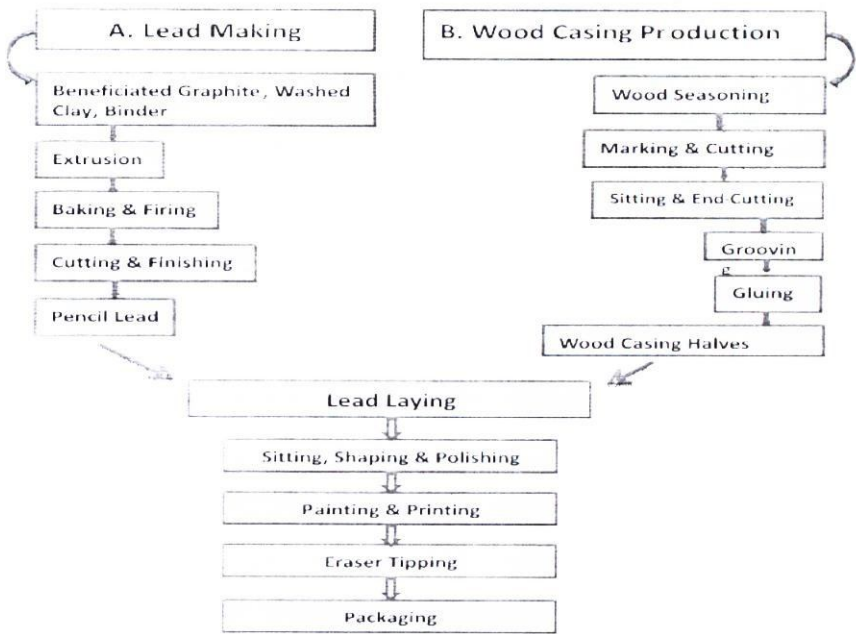 A. Lead Making
Beneficiated Graphite, Washed
Clay, Binder
Extrusion
Baking & Firing
Cutting & Finishing
Pencil Lead
B. Wood Casing Production
Wood Seasoning
Marking & Cutting
Sitting & End-Cutting
Groovin
g
Gluing
Wood Casing Halves
Lead Laying
Sitting, Shaping & Polishing
Painting & Printing
Eraser Tipping
Packaging